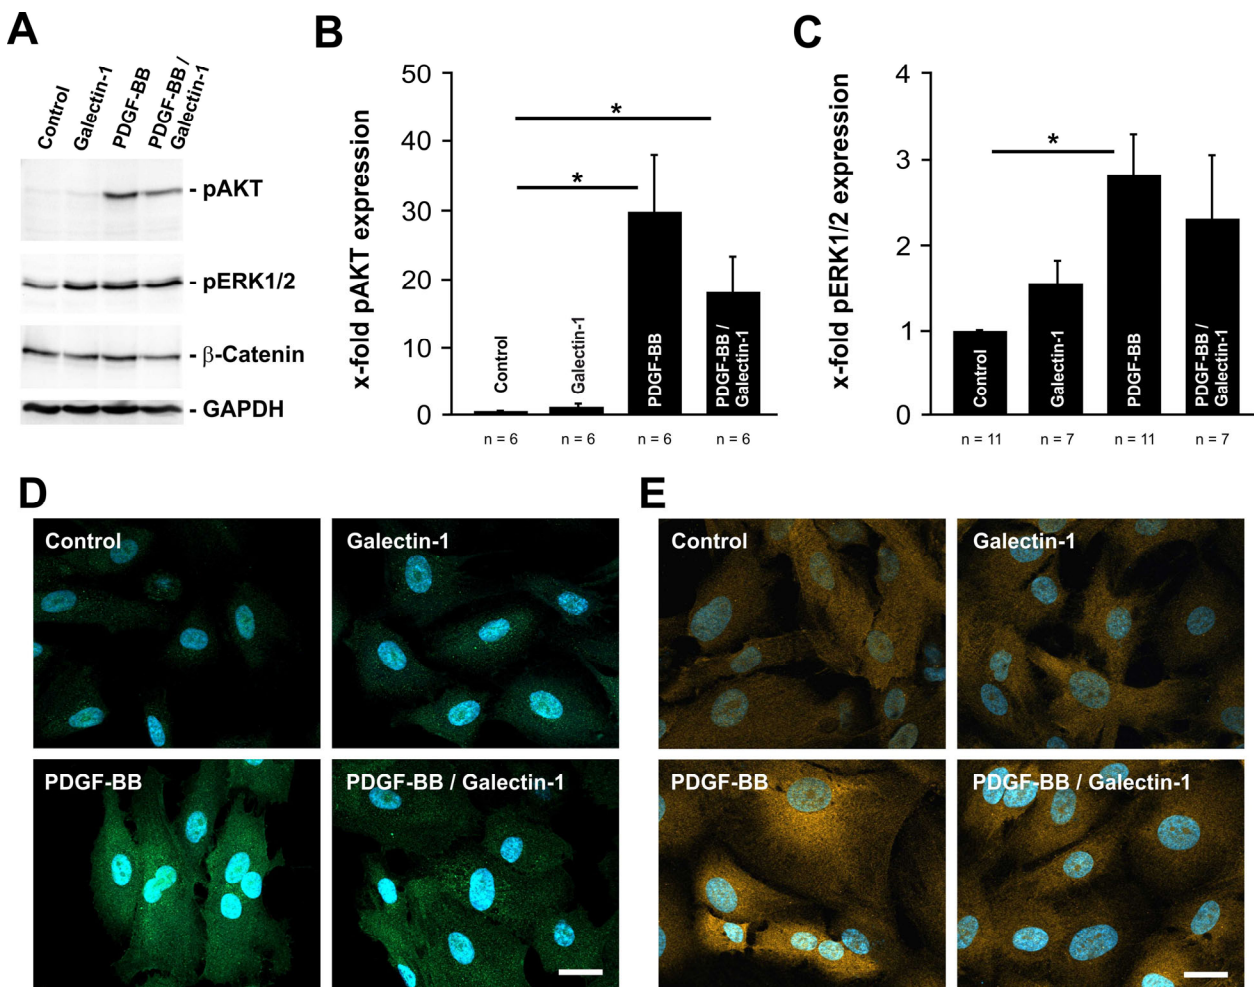 A
Control
Galectin-1
PDGF-BB
PDGF-BB /
Galectin-1
- pAKT
- pERK1/2
- β-Catenin
- GAPDH
B
x-fold pAKT expression
50
40
30
20
10
0
*
*
Control
Galectin-1
PDGF-BB
PDGF-BB /
Galectin-1
n = 6
n = 6
n = 6
n = 6
C
x-fold pERK1/2 expression
4
3
2
1
0
*
Control
Galectin-1
PDGF-BB
PDGF-BB /
Galectin-1
n = 11
n = 7
n = 11
n = 7
D
Control
Galectin-1
PDGF-BB
PDGF-BB / Galectin-1
E
Control
Galectin-1
PDGF-BB
PDGF-BB / Galectin-1